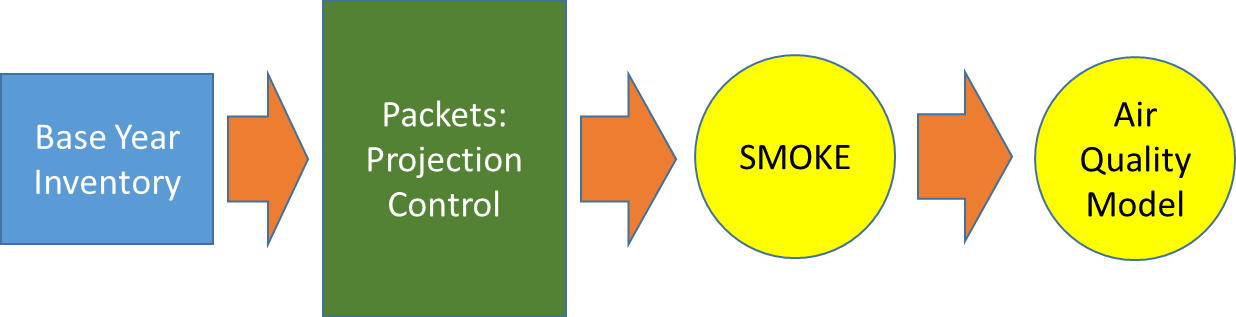 Base Year
Inventory
Packets:
Projection
Control
SMOKE
Air
Quality
Model